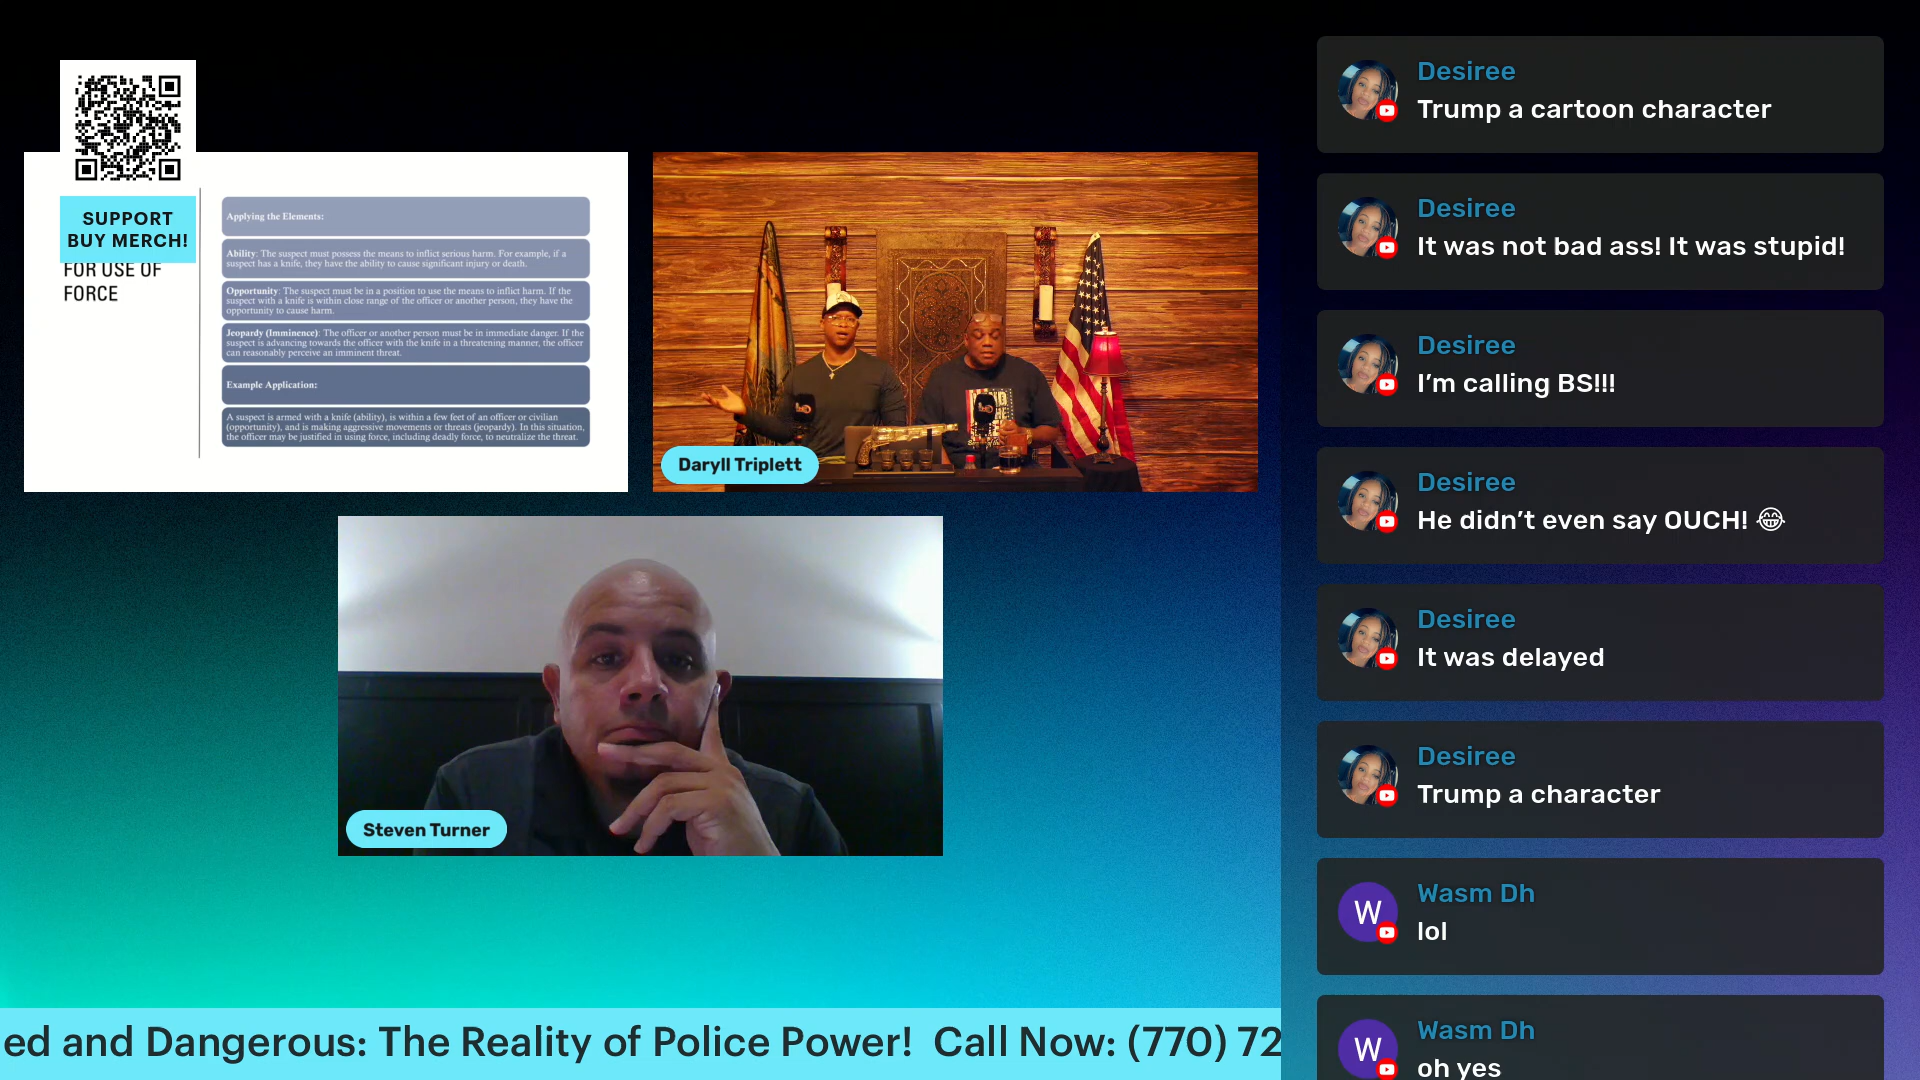 SUPPORT
BUY MERCH!
FOR USE OF
FORCE
Applying the Elements:
Ability: The suspect must possess the means to inflict serious harm. For example, if a
suspect has a knife, they have the ability to cause significant injury or death.
Opportunity: The suspect must be in a position to use the means to inflict harm. If the
suspect with a knife is within close range of the officer or another person, they have the
opportunity to cause harm.
Jeopardy (Imminence): The officer or another person must be in immediate danger. If the
suspect is advancing towards the officer with the knife in a threatening manner, the officer
can reasonably perceive an imminent threat.
Example Application:
A suspect is armed with a knife (ability), is within a few feet of an officer or civilian
(opportunity), and is making aggressive movements or threats (jeopardy). In this situation,
the officer may be justified in using force, including deadly force, to neutralize the threat.
Daryll Triplett
Steven Turner
ed and Dangerous: The Reality of Police Power! Call Now: (770) 72
Desiree
Trump a cartoon character
Desiree
It was not bad ass! It was stupid!
Desiree
I'm calling BS!!!
Desiree
He didn't even say OUCH! 😂
Desiree
It was delayed
Desiree
Trump a character
W
Wasm Dh
lol
W
Wasm Dh
oh yes